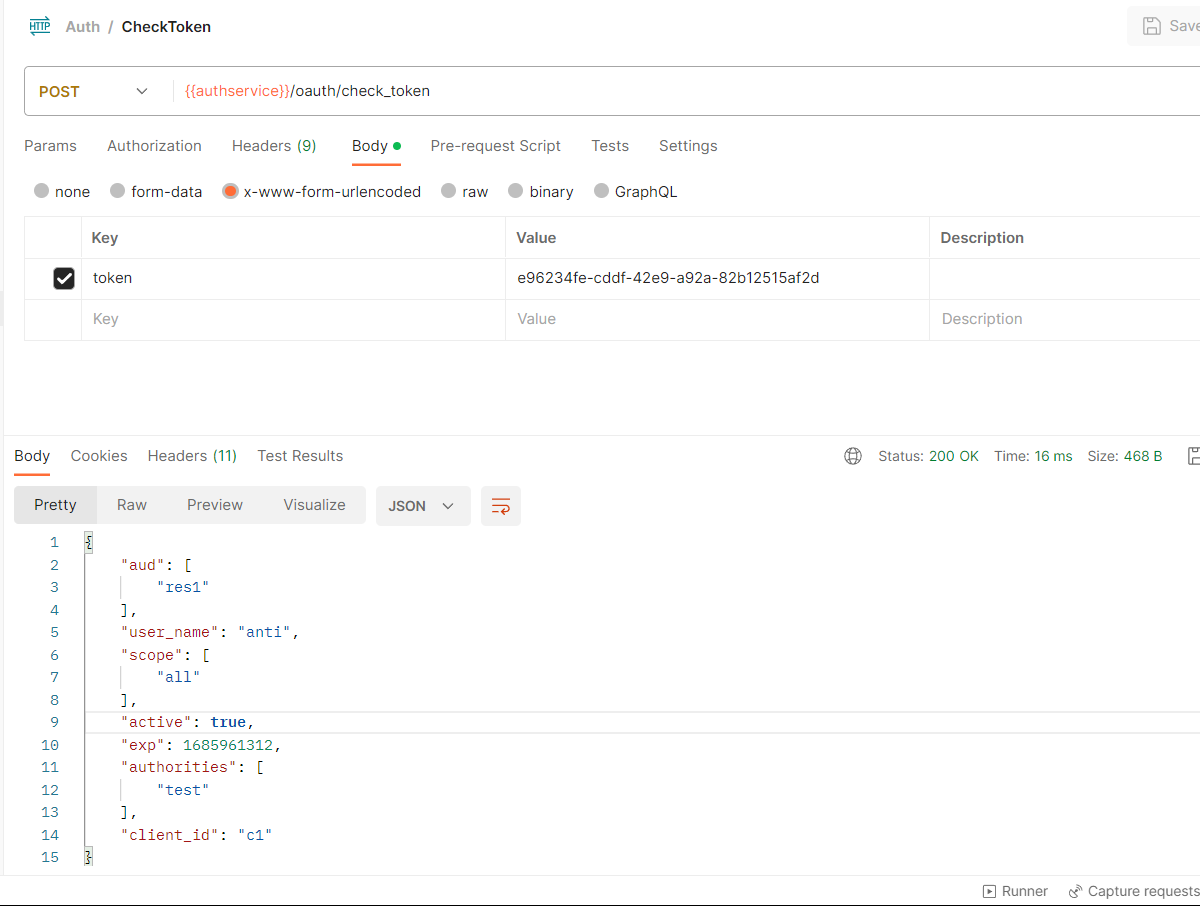 HTTP Auth / CheckToken Save
POST {{authservice}}/oauth/check_token
Params Authorization Headers (9) Body Pre-request Script Tests Settings
none form-data x-www-form-urlencoded raw binary GraphQL
Key Value Description
token e96234fe-cddf-42e9-a92a-82b12515af2d
Key Value Description
Body Cookies Headers (11) Test Results Status: 200 OK Time: 16 ms Size: 468 B
Pretty Raw Preview Visualize JSON
1 {
2 "aud": [
3 "res1"
4 ],
5 "user_name": "anti",
6 "scope": [
7 "all"
8 ],
9 "active": true,
10 "exp": 1685961312,
11 "authorities": [
12 "test"
13 ],
14 "client_id": "c1"
15 }
Runner Capture requests